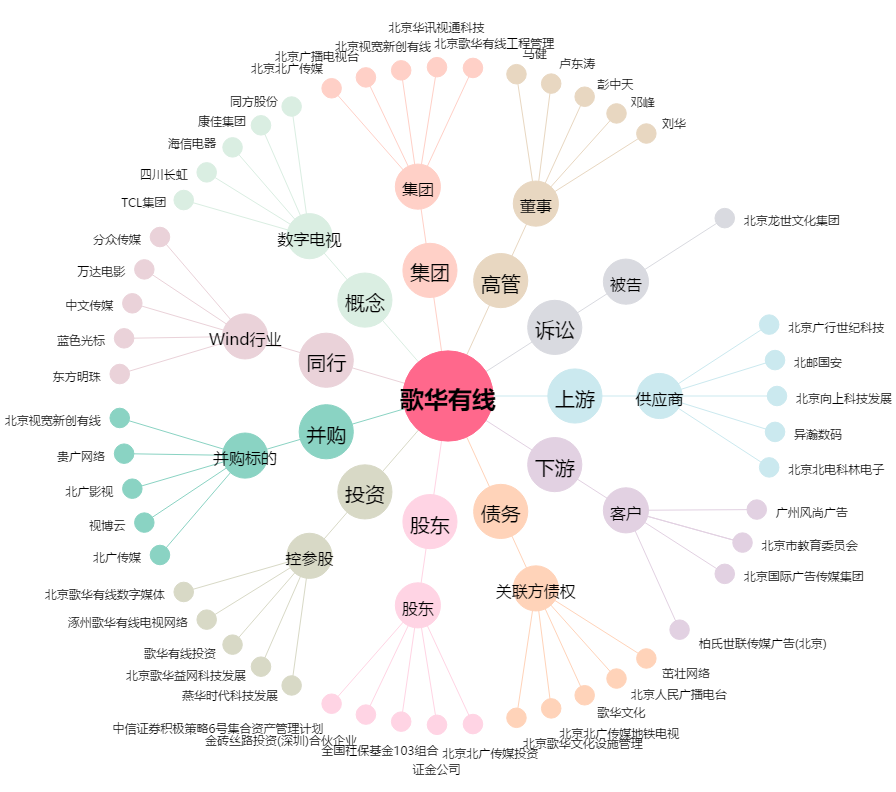 歌华有线
集团
集团
北京北广传媒
北京广播电视台
北京视宽新创有线
北京华讯视通科技
北京歌华有线工程管理
高管
董事
马健
卢东涛
彭中天
邓峰
刘华
诉讼
被告
北京龙世文化集团
上游
供应商
北京广行世纪科技
北邮国安
北京向上科技发展
异瀚数码
北京北电科林电子
下游
客户
广州风尚广告
北京市教育委员会
北京国际广告传媒集团
柏氏世联传媒广告(北京)
债务
关联方债权
茁壮网络
北京人民广播电台
歌华文化
北京北广传媒地铁电视
北京歌华文化设施管理
股东
股东
北京北广传媒投资
证金公司
全国社保基金103组合
金砖丝路投资(深圳)合伙企业
中信证券积极策略6号集合资产管理计划
投资
控参股
燕华时代科技发展
北京歌华益网科技发展
歌华有线投资
涿州歌华有线电视网络
北京歌华有线数字媒体
并购
并购标的
北广传媒
视博云
北广影视
贵广网络
北京视宽新创有线
同行
Wind行业
东方明珠
蓝色光标
中文传媒
万达电影
分众传媒
概念
数字电视
TCL集团
四川长虹
海信电器
康佳集团
同方股份